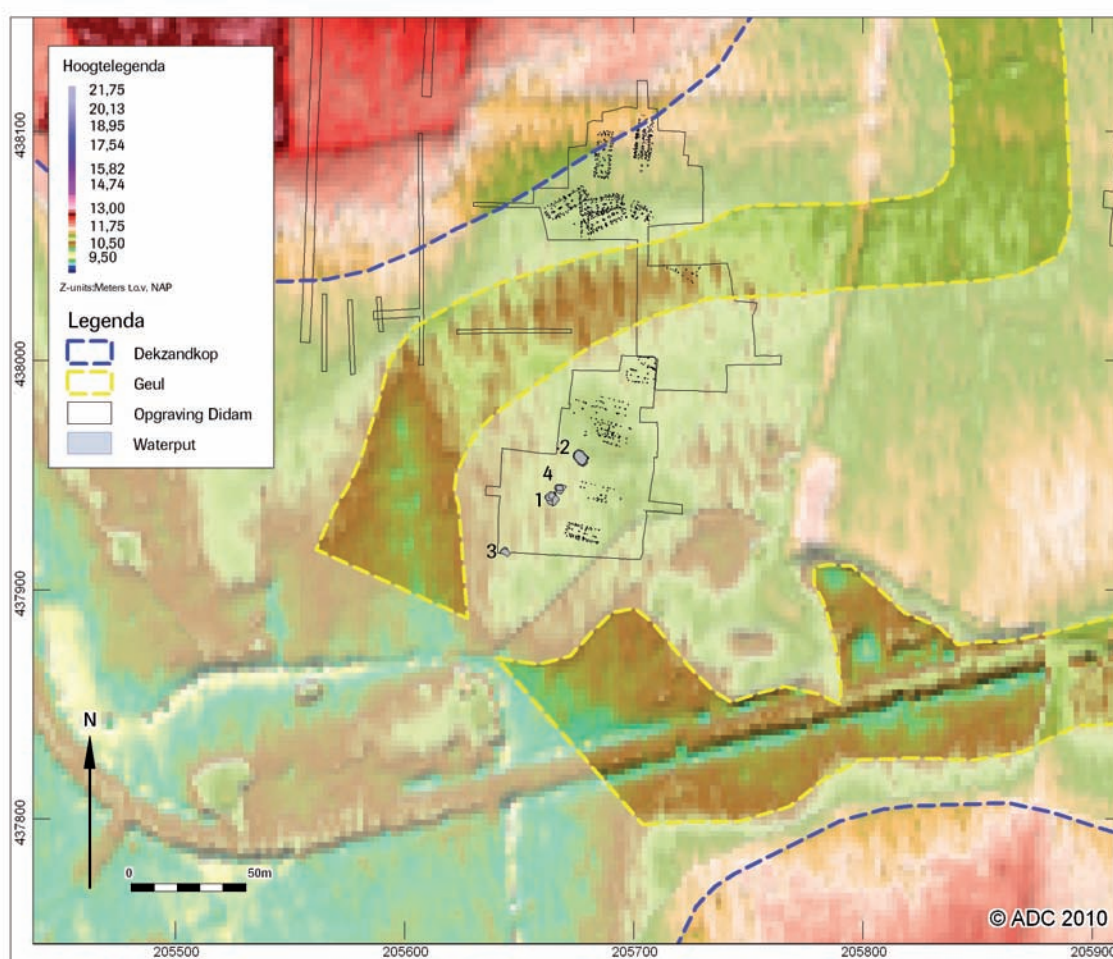 Hoogtelegenda
21,75
20,13
18,95
17,54
15,82
14,74
13,00
11,75
10,50
9,50
Z-units:Meters t.o.v. NAP
Legenda
Dekzandkop
Geul
Opgraving Didam
Waterput
438100
438000
437900
437800
2
4
1
3
N
0 50m
© ADC 2010
205500 205600 205700 205800 205900